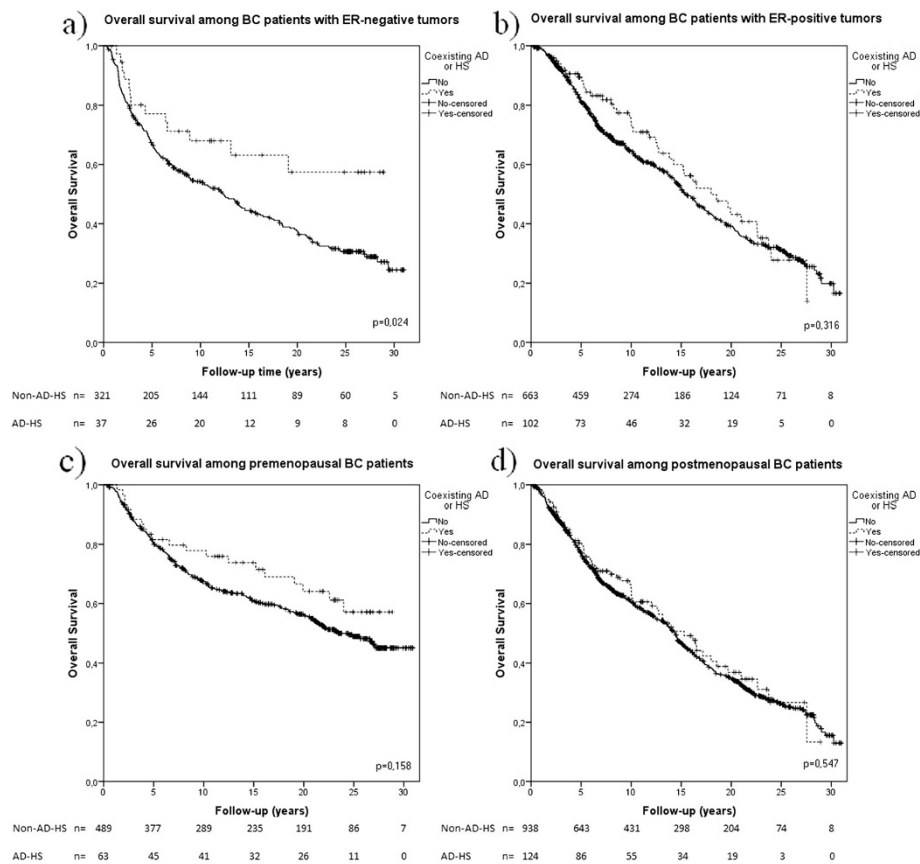 a) Overall survival among BC patients with ER-negative tumors
Coexisting AD
or HS
No
Yes
No-censored
Yes-censored
Overall Survival
1,0
0,8
0,6
0,4
0,2
0,0
p=0,024
0 5 10 15 20 25 30
Follow-up time (years)
Non-AD-HS n= 321 205 144 111 89 60 5
AD-HS n= 37 26 20 12 9 8 0
b) Overall survival among BC patients with ER-positive tumors
Coexisting AD
or HS
No
Yes
No-censored
Yes-censored
Overall Survival
1,0
0,8
0,6
0,4
0,2
0,0
p=0,316
0 5 10 15 20 25 30
Follow-up (years)
Non-AD-HS n= 663 459 274 186 124 71 8
AD-HS n= 102 73 46 32 19 5 0
c) Overall survival among premenopausal BC patients
Coexisting AD
or HS
No
Yes
No-censored
Yes-censored
Overall Survival
1,0
0,8
0,6
0,4
0,2
0,0
p=0,158
0 5 10 15 20 25 30
Follow-up (years)
Non-AD-HS n= 489 377 289 235 191 86 7
AD-HS n= 63 45 41 32 26 11 0
d) Overall survival among postmenopausal BC patients
Coexisting AD
or HS
No
Yes
No-censored
Yes-censored
Overall Survival
1,0
0,8
0,6
0,4
0,2
0,0
p=0,547
0 5 10 15 20 25 30
Follow-up (years)
Non-AD-HS n= 938 643 431 298 204 74 8
AD-HS n= 124 86 55 34 19 3 0